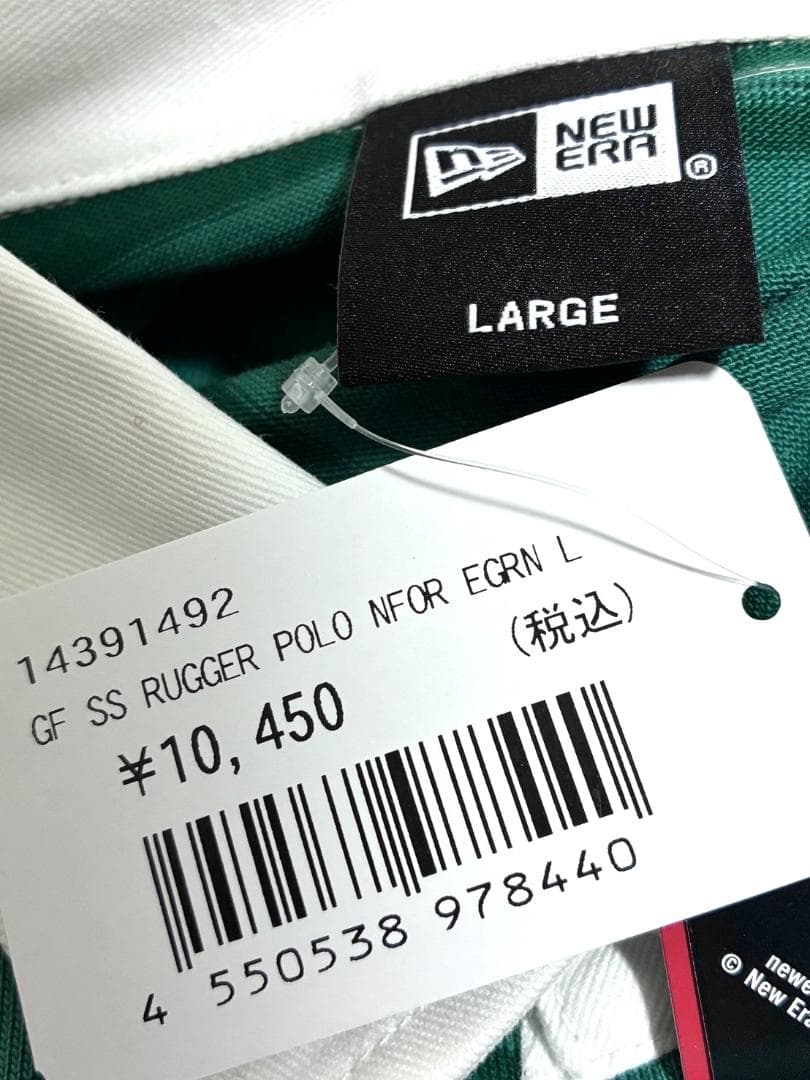 NEW ERA®
LARGE
14391492
GF SS RUGGER POLO NFOR EGRN L
¥10,450 (税込)
4 550538 978440
© New Era